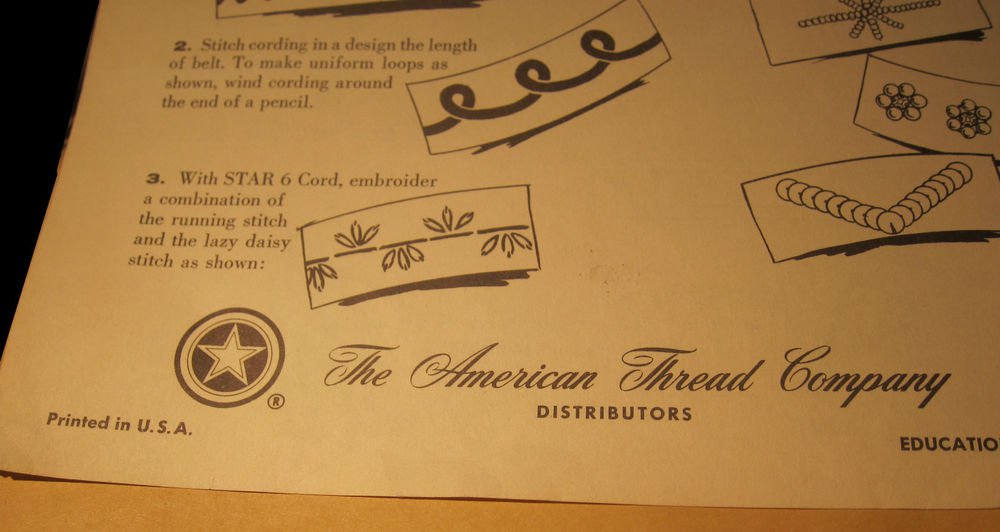 2. Stitch cording in a design the length
of belt. To make uniform loops as
shown, wind cording around
the end of a pencil.
3. With STAR 6 Cord, embroider
a combination of
the running stitch
and the lazy daisy
stitch as shown:
®
The American Thread Company
DISTRIBUTORS
Printed in U.S.A.